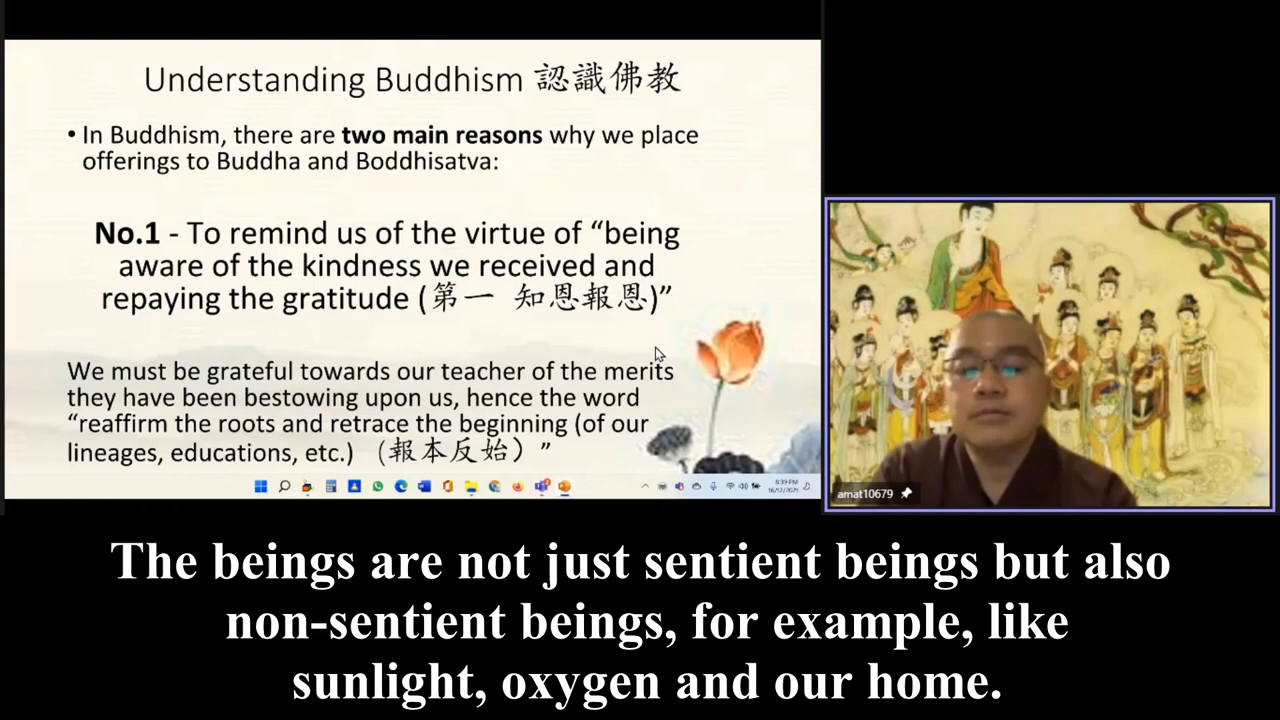 Understanding Buddhism 認識佛教
• In Buddhism, there are two main reasons why we place
offerings to Buddha and Boddhisatva:
No.1 - To remind us of the virtue of “being
aware of the kindness we received and
repaying the gratitude (第一 知恩報恩)”
We must be grateful towards our teacher of the merits
they have been bestowing upon us, hence the word
“reaffirm the roots and retrace the beginning (of our
lineages, educations, etc.) （報本反始）”
amat10679
The beings are not just sentient beings but also
non-sentient beings, for example, like
sunlight, oxygen and our home.